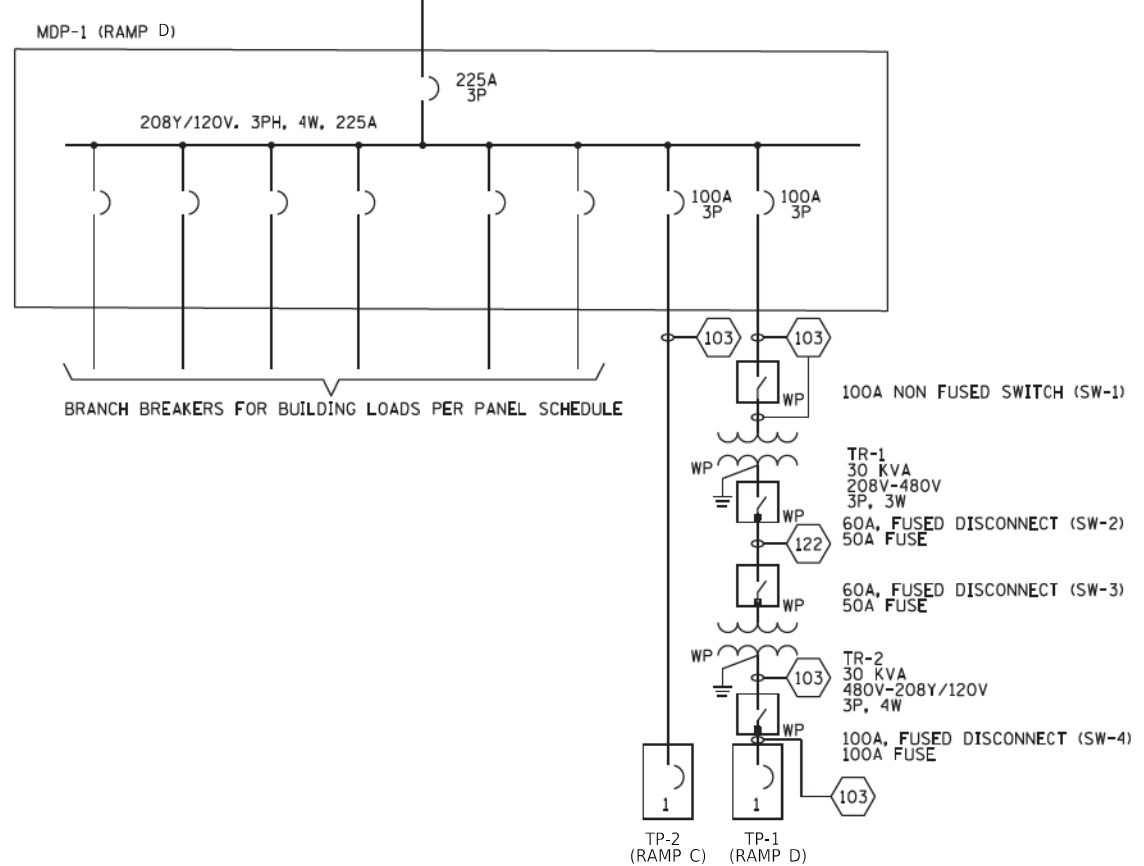 MDP-1 (RAMP D)
225A
3P
208Y/120V. 3PH, 4W, 225A
100A
3P
100A
3P
103
103
BRANCH BREAKERS FOR BUILDING LOADS PER PANEL SCHEDULE
WP
100A NON FUSED SWITCH (SW-1)
WP
TR-1
30 KVA
208V-480V
3P, 3W
WP
60A, FUSED DISCONNECT (SW-2)
50A FUSE
122
60A, FUSED DISCONNECT (SW-3)
50A FUSE
WP
WP
103
TR-2
30 KVA
480V-208Y/120V
3P, 4W
WP
100A, FUSED DISCONNECT (SW-4)
100A FUSE
103
1
1
TP-2
(RAMP C)
TP-1
(RAMP D)